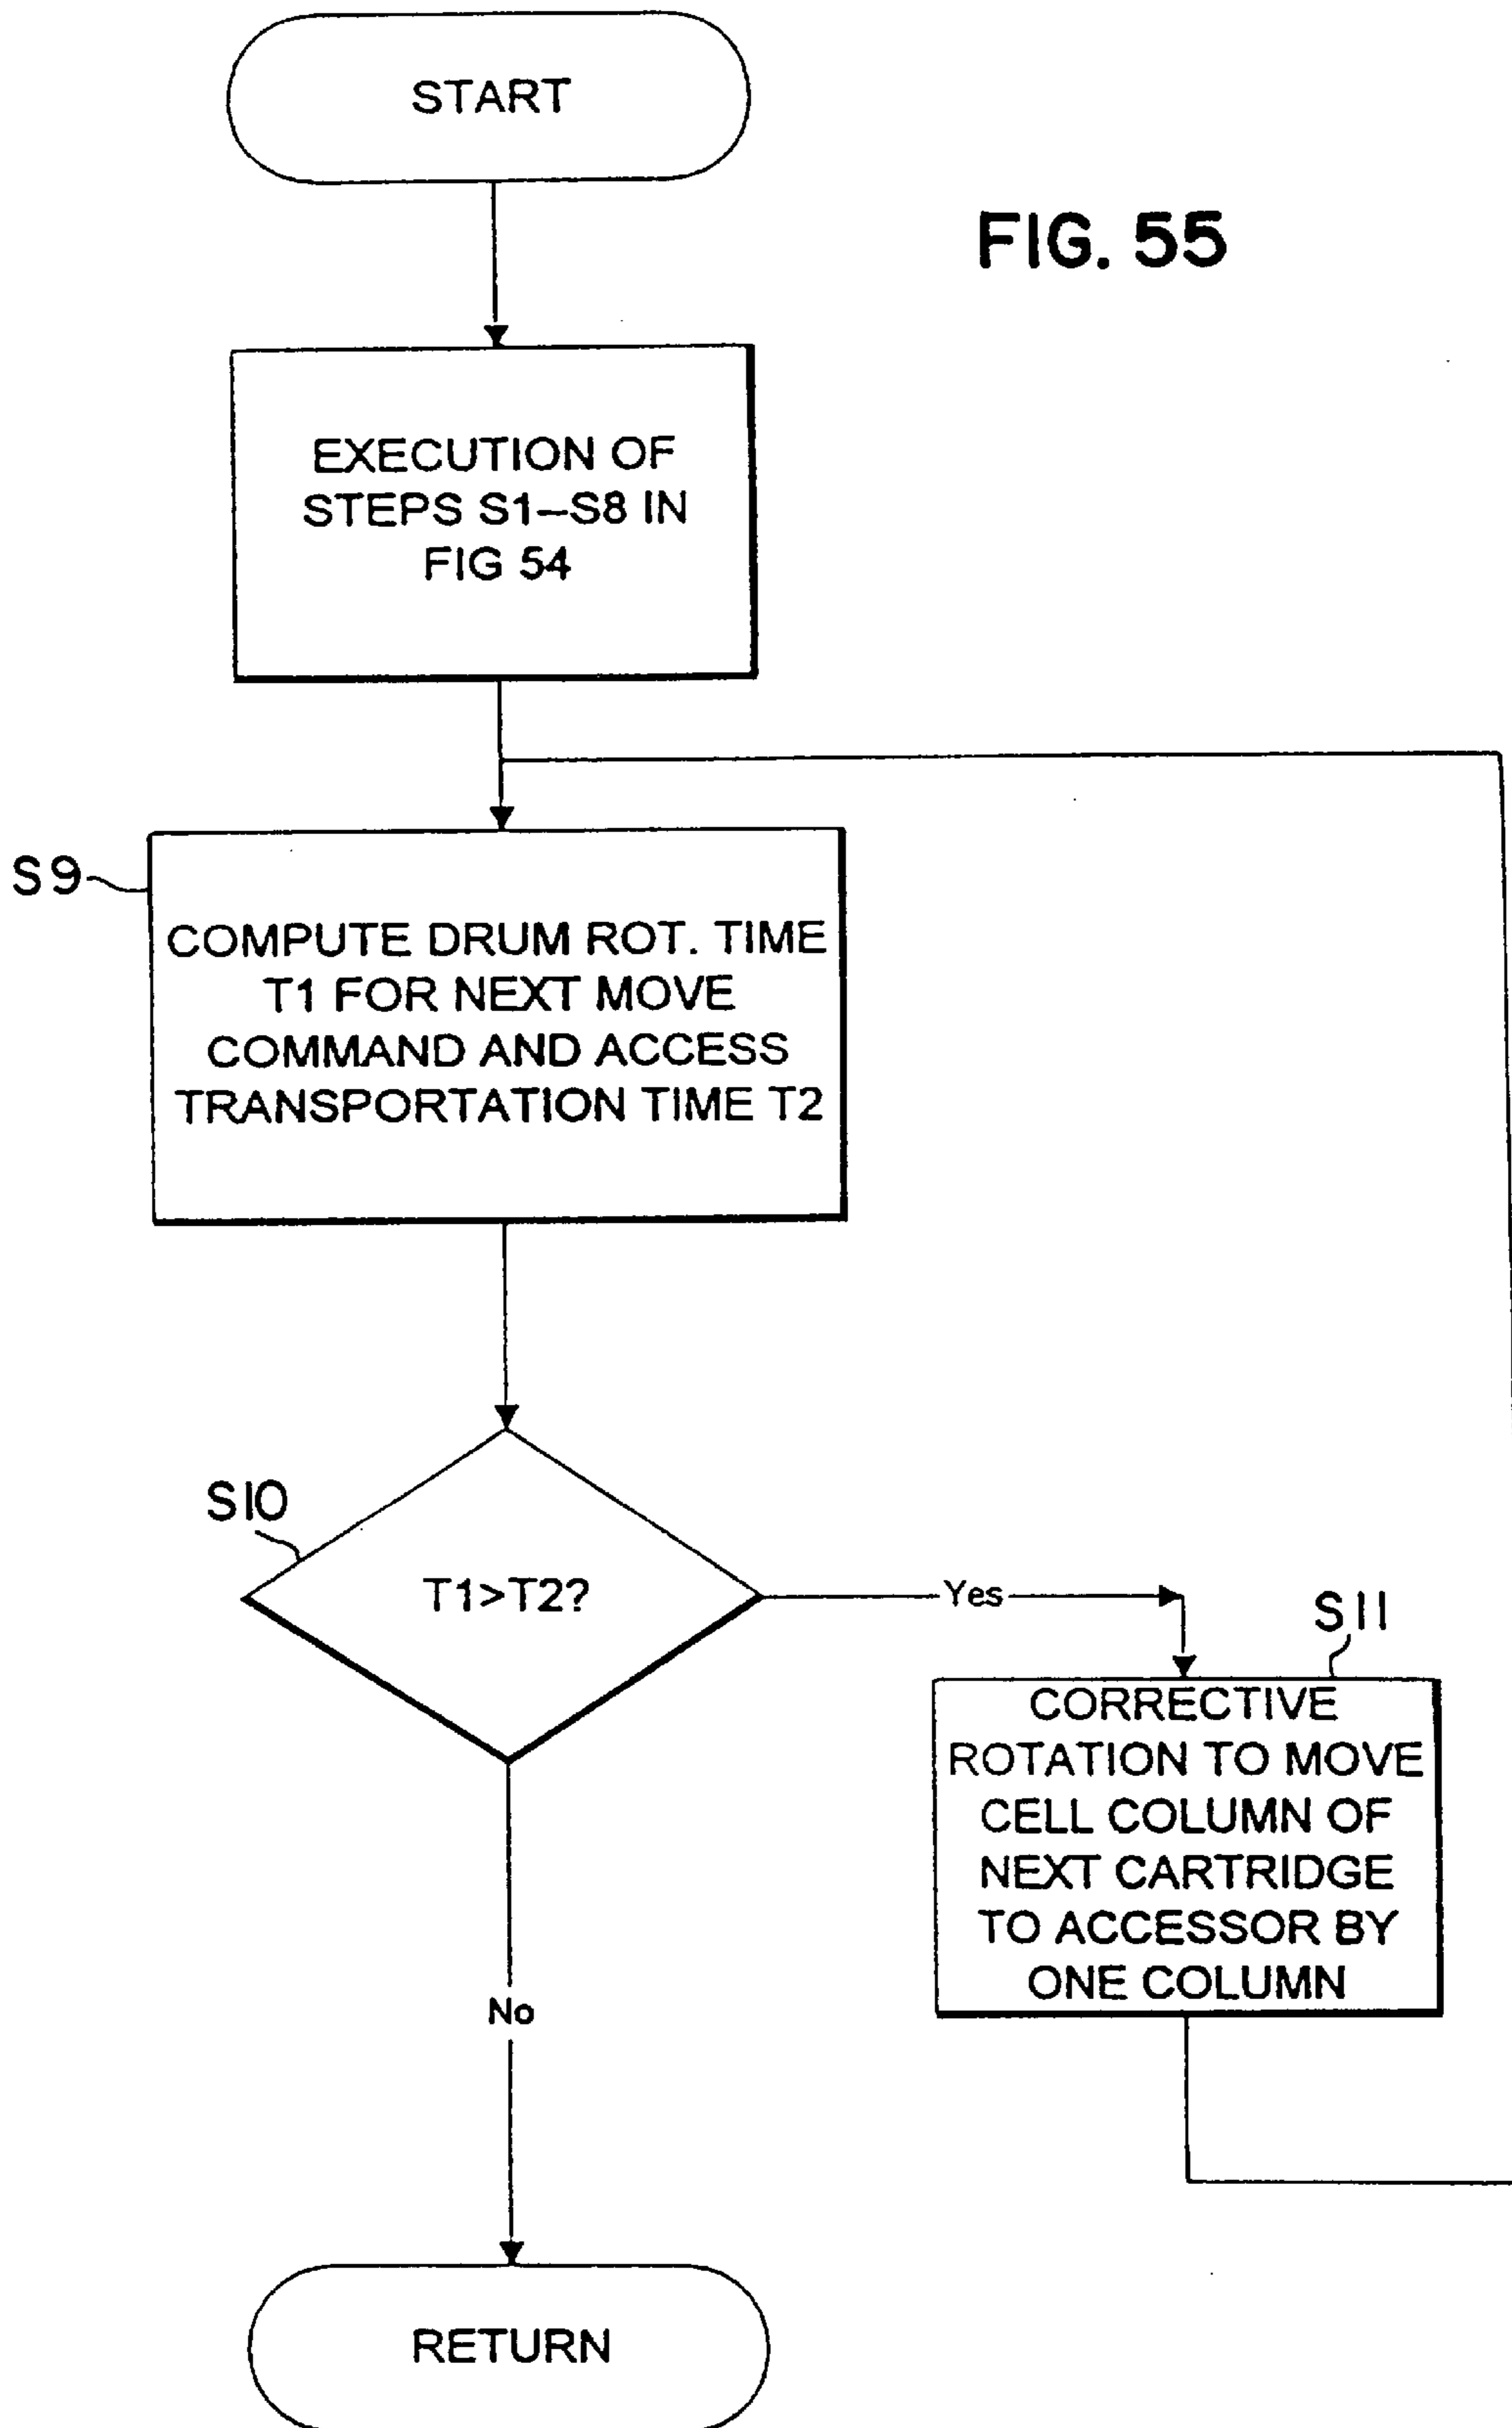 START
FIG. 55
EXECUTION OF
STEPS S1–S8 IN
FIG 54
S9
COMPUTE DRUM ROT. TIME
T1 FOR NEXT MOVE
COMMAND AND ACCESS
TRANSPORTATION TIME T2
S10
T1>T2?
Yes
S11
CORRECTIVE
ROTATION TO MOVE
CELL COLUMN OF
NEXT CARTRIDGE
TO ACCESSOR BY
ONE COLUMN
No
RETURN